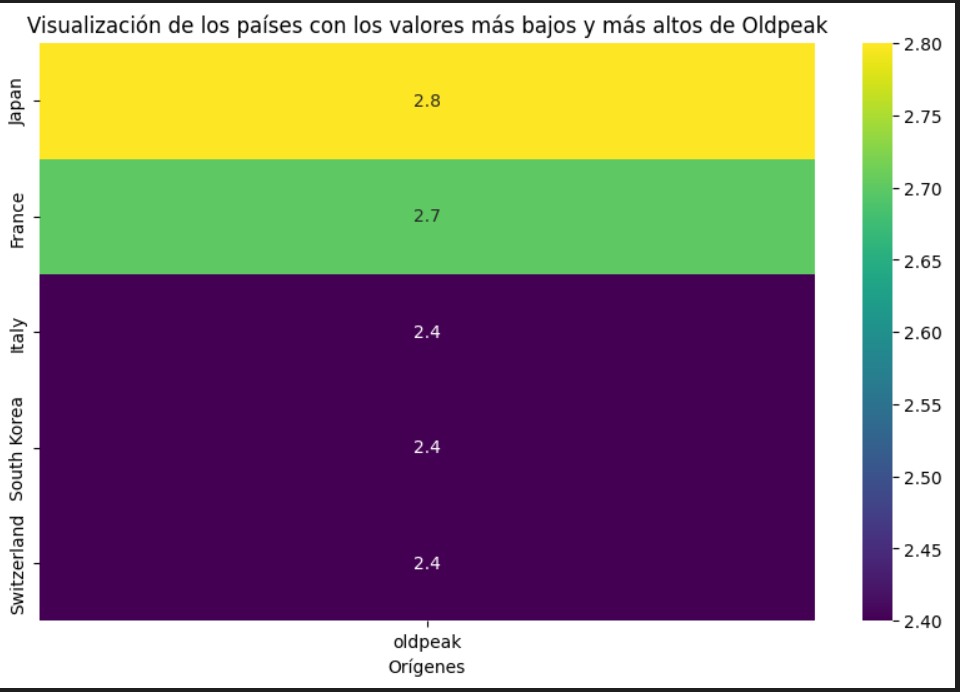 Visualización de los países con los valores más bajos y más altos de Oldpeak
Japan
2.8
France
2.7
Italy
2.4
South Korea
2.4
Switzerland
2.4
oldpeak
Orígenes
2.80
2.75
2.70
2.65
2.60
2.55
2.50
2.45
2.40